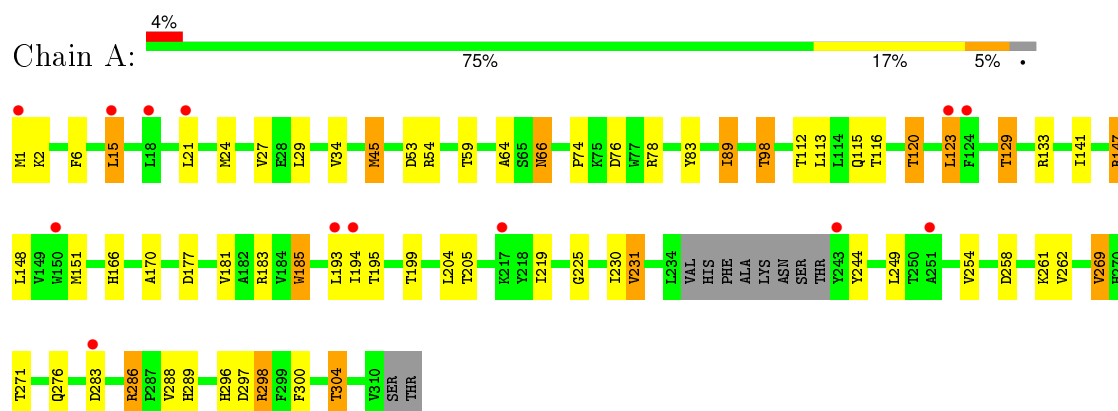 4%
Chain A:
75% 17% 5% •
M1 K2 F6 L15 L18 L21 M24 V27 E28 L29 V34 M45 D53 R54 T59 A64 S65 N66 P74 K75 D76 W77 R78 Y83 I89 T98 T112 L113 L114 Q115 T116 T120 L123 F124 T129 R133 I141 R147
L148 V149 W150 M151 H166 A170 D177 V181 A182 R183 V184 W185 L193 I194 T195 T199 L204 T205 K217 Y218 I219 G225 I230 V231 L234 VAL HIS PHE ALA LYS ASN SER THR Y243 Y244 L249 T250 A251 V254 D258 K261 V262 V269
T271 Q276 D283 R286 P287 V288 H289 H296 D297 R298 F299 F300 T304 V310 SER THR